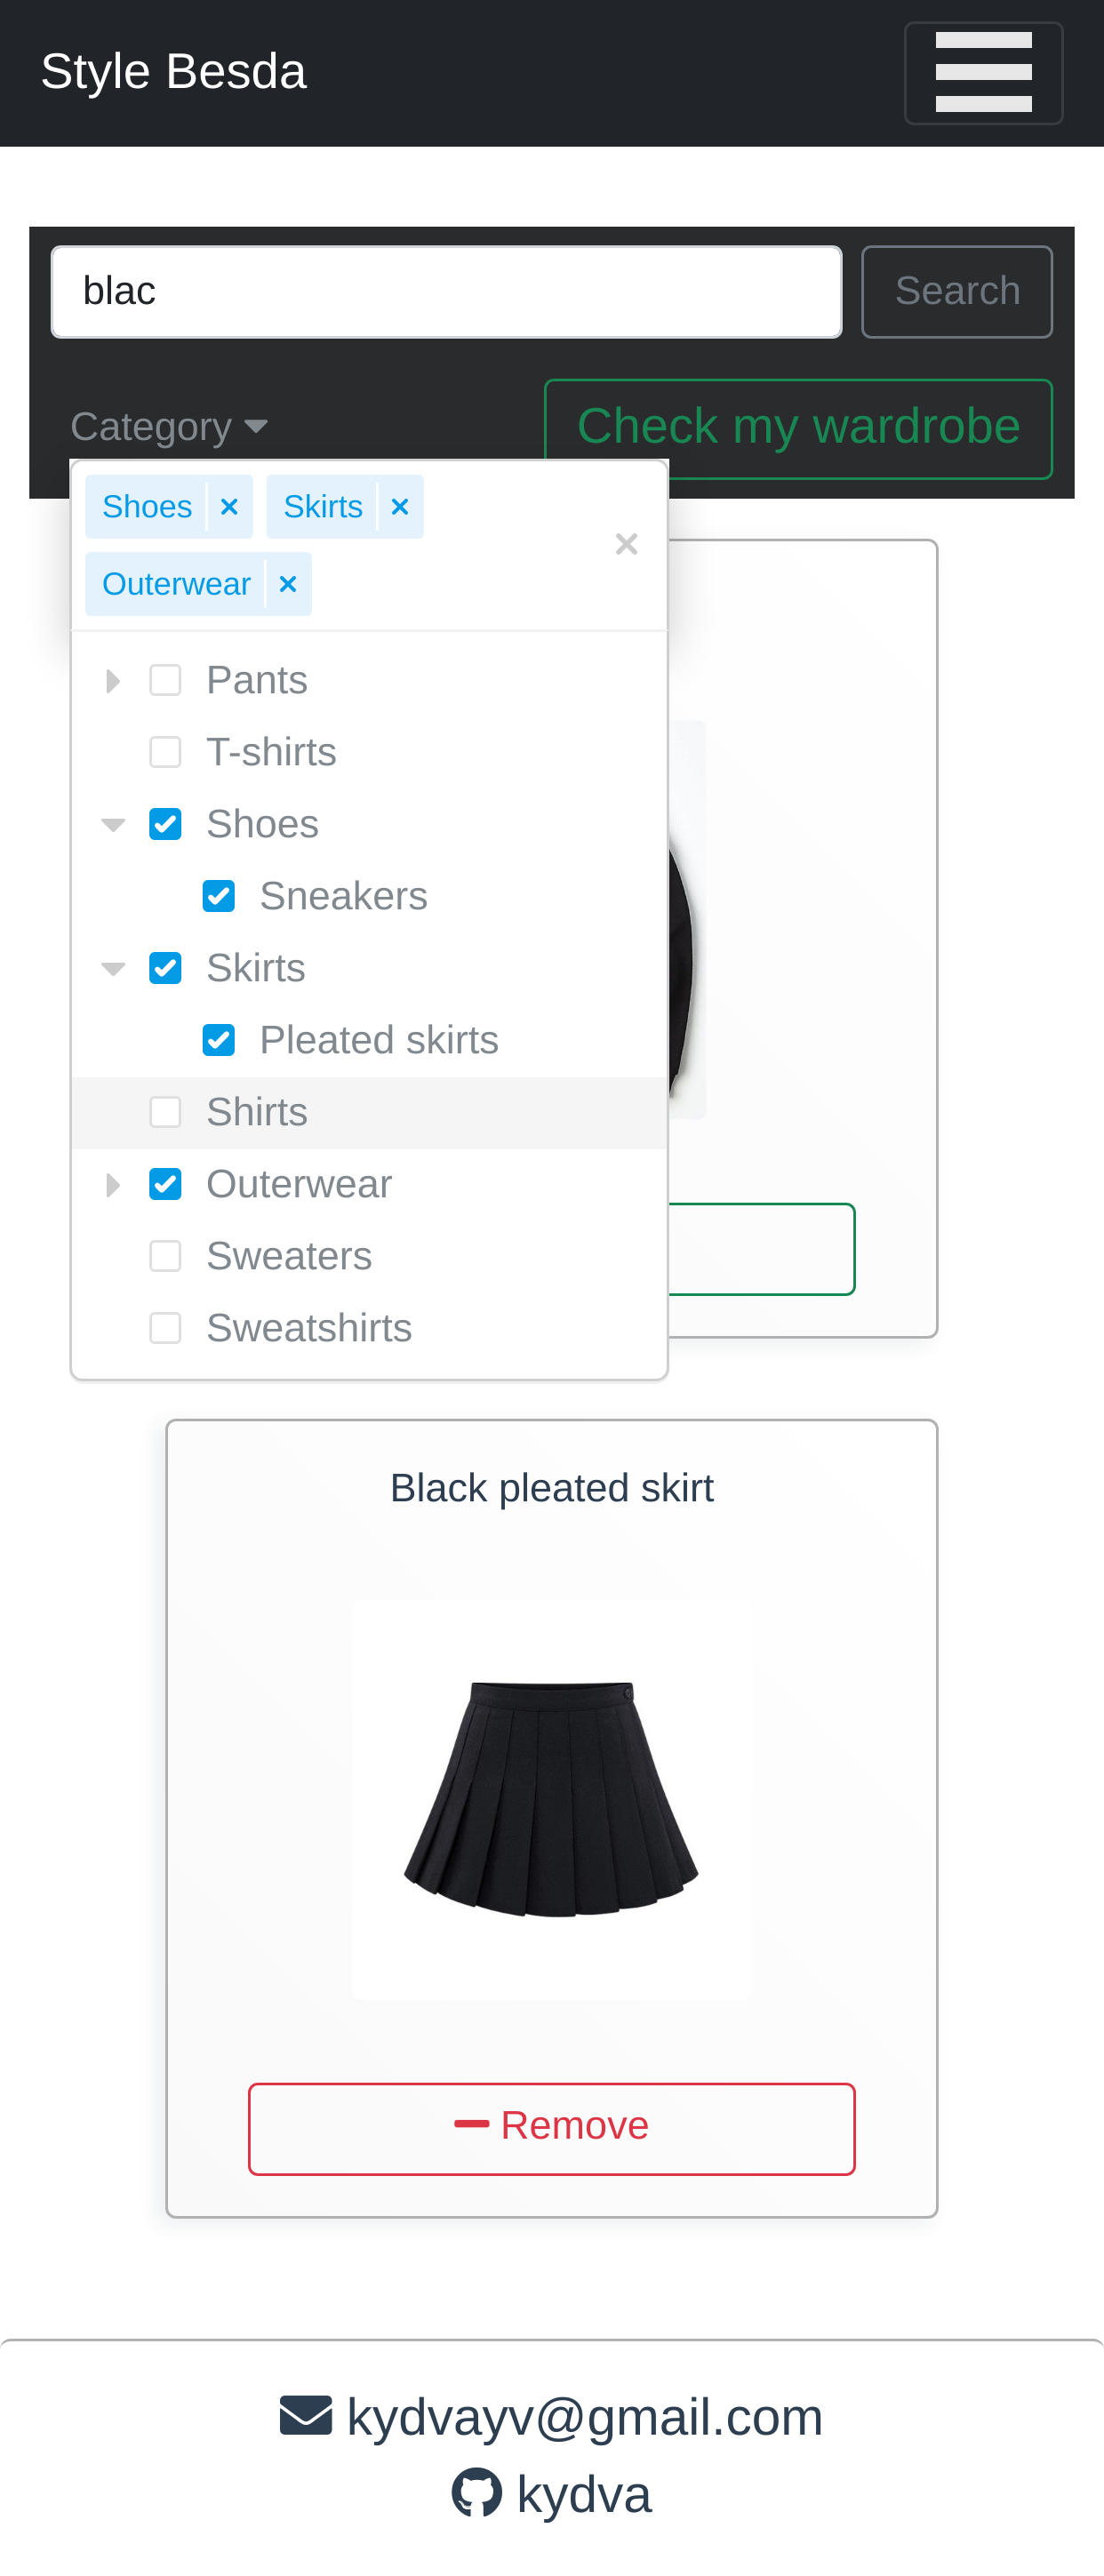 Style Besda
blac
Search
Category
Check my wardrobe
Shoes
Skirts
Outerwear
Pants
T-shirts
Shoes
Sneakers
Skirts
Pleated skirts
Shirts
Outerwear
Sweaters
Sweatshirts
Black pleated skirt
Remove
kydvayv@gmail.com
kydva